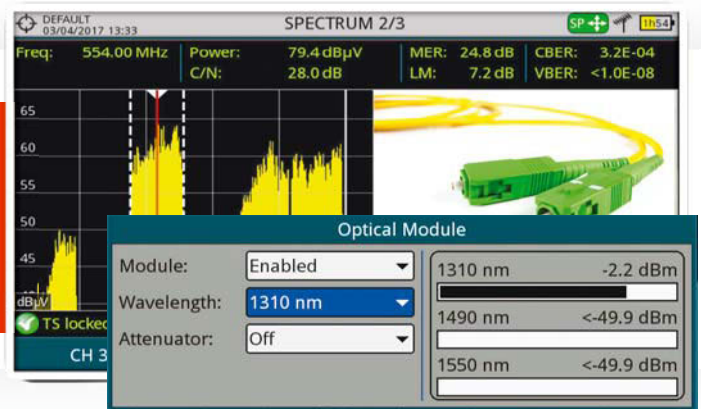 DEFAULT
03/04/2017 13:33
SPECTRUM 2/3
SP
1h54
Freq: 554.00 MHz Power: 79.4 dBµV MER: 24.8 dB CBER: 3.2E-04
C/N: 28.0 dB LM: 7.2 dB VBER: <1.0E-08
65
60
55
50
45
dBµV
TS locked
CH 3
Optical Module
Module: Enabled
Wavelength: 1310 nm
Attenuator: Off
1310 nm -2.2 dBm
1490 nm <-49.9 dBm
1550 nm <-49.9 dBm